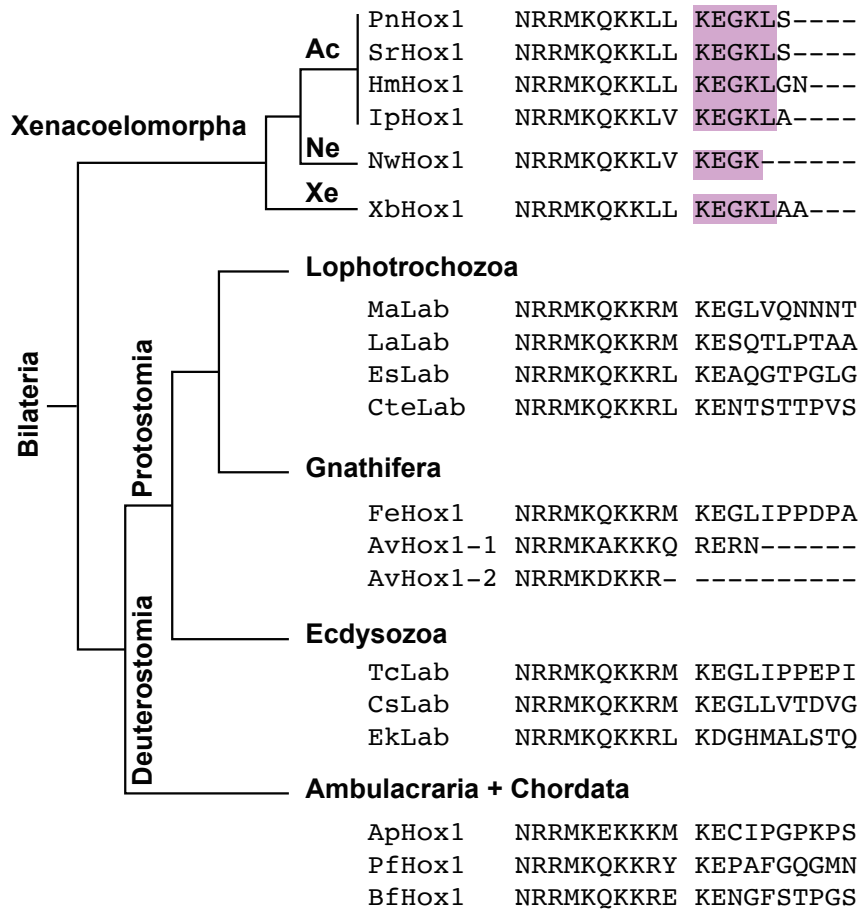 PnHox1 NRRMKQKKLL KEGKLS----
Ac SrHox1 NRRMKQKKLL KEGKLS----
HmHox1 NRRMKQKKLL KEGKLGN---
Xenacoelomorpha IpHox1 NRRMKQKKLV KEGKLA----
Ne NwHox1 NRRMKQKKLV KEGK------
Xe XbHox1 NRRMKQKKLL KEGKLAA---
Lophotrochozoa
MaLab NRRMKQKKRM KEGLVQNNNT
LaLab NRRMKQKKRM KESQTLPTAA
EsLab NRRMKQKKRL KEAQGTPGLG
CteLab NRRMKQKKRL KENTSTTPVS
Bilateria
Protostomia
Gnathifera
FeHox1 NRRMKQKKRM KEGLIPPDPA
AvHox1-1 NRRMKAKKKQ RERN------
AvHox1-2 NRRMKDKKR- ----------
Deuterostomia
Ecdysozoa
TcLab NRRMKQKKRM KEGLIPPEPI
CsLab NRRMKQKKRM KEGLLVTDVG
EkLab NRRMKQKKRL KDGHMALSTQ
Ambulacraria + Chordata
ApHox1 NRRMKEKKKM KECIPGPKPS
PfHox1 NRRMKQKKRY KEPAFGQGMN
BfHox1 NRRMKQKKRE KENGFSTPGS